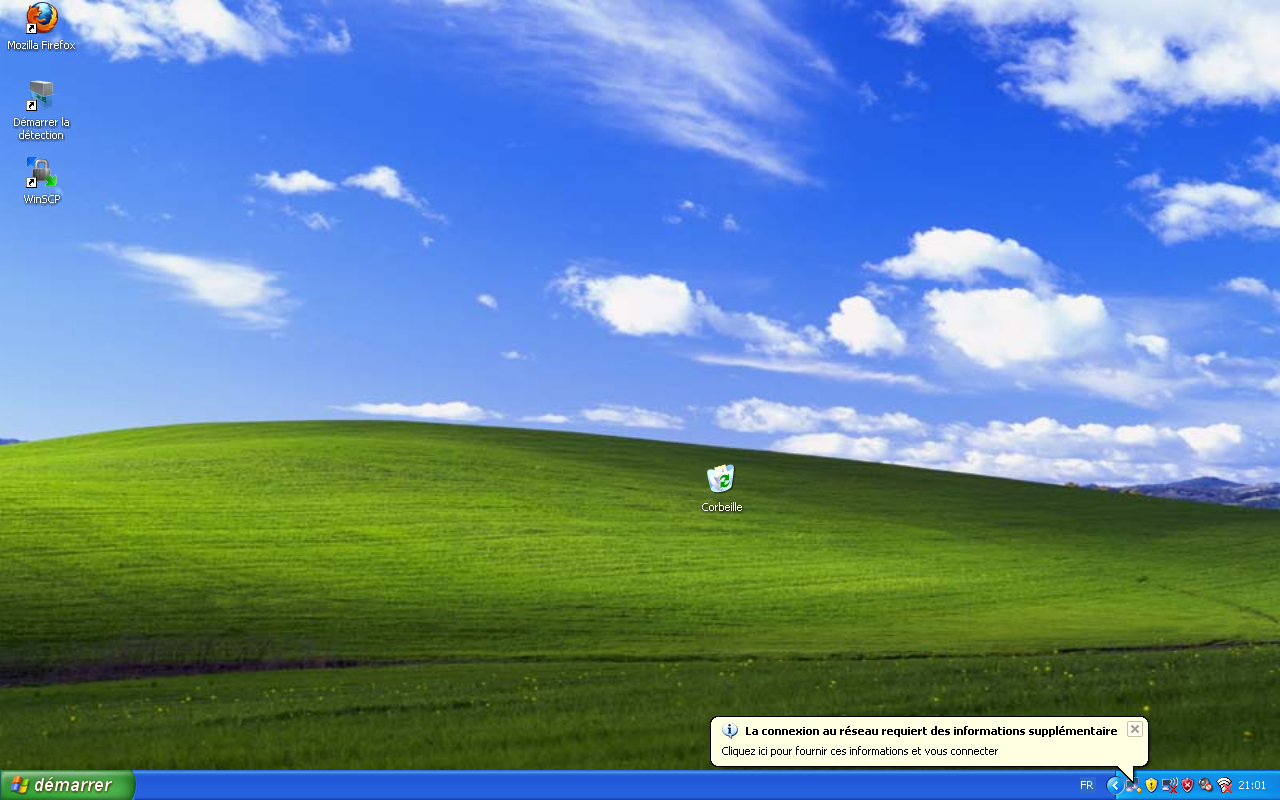 Mozilla Firefox
Démarrer la
détection
WinSCP
Corbeille
La connexion au réseau requiert des informations supplémentaire
Cliquez ici pour fournir ces informations et vous connecter
démarrer
FR
21:01